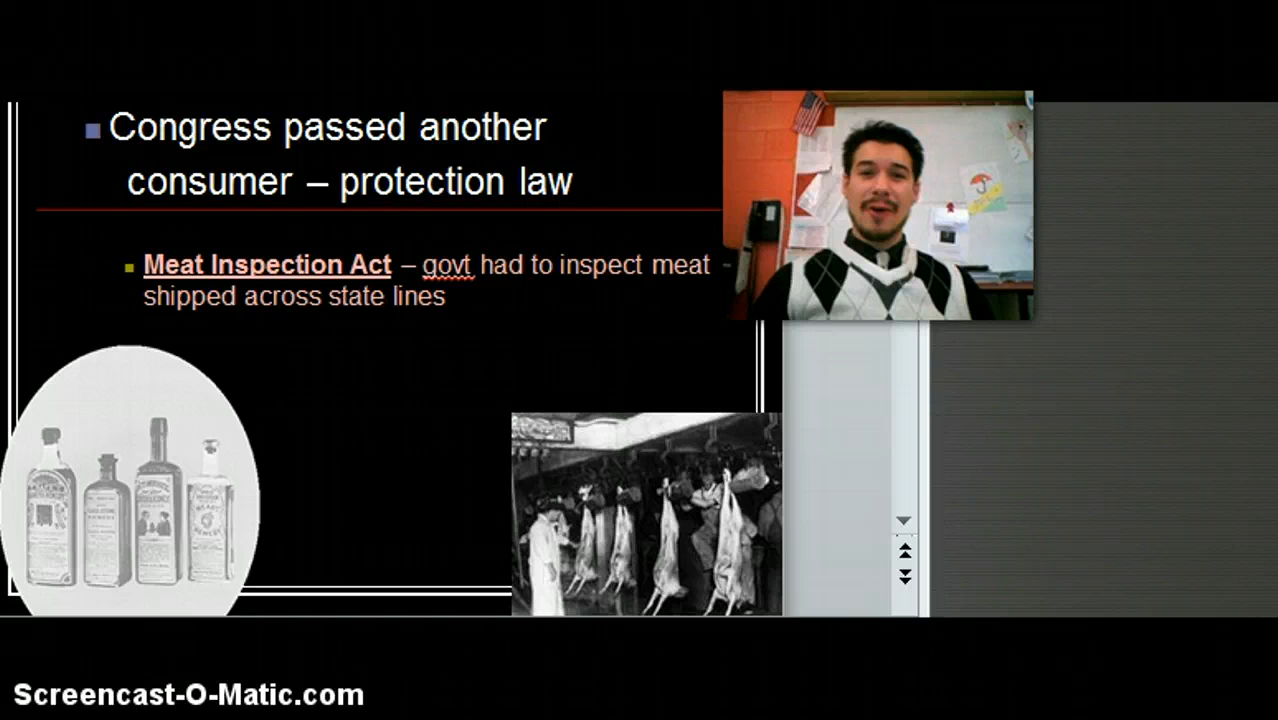 Congress passed another
consumer – protection law
Meat Inspection Act – govt had to inspect meat
shipped across state lines
Screencast-O-Matic.com